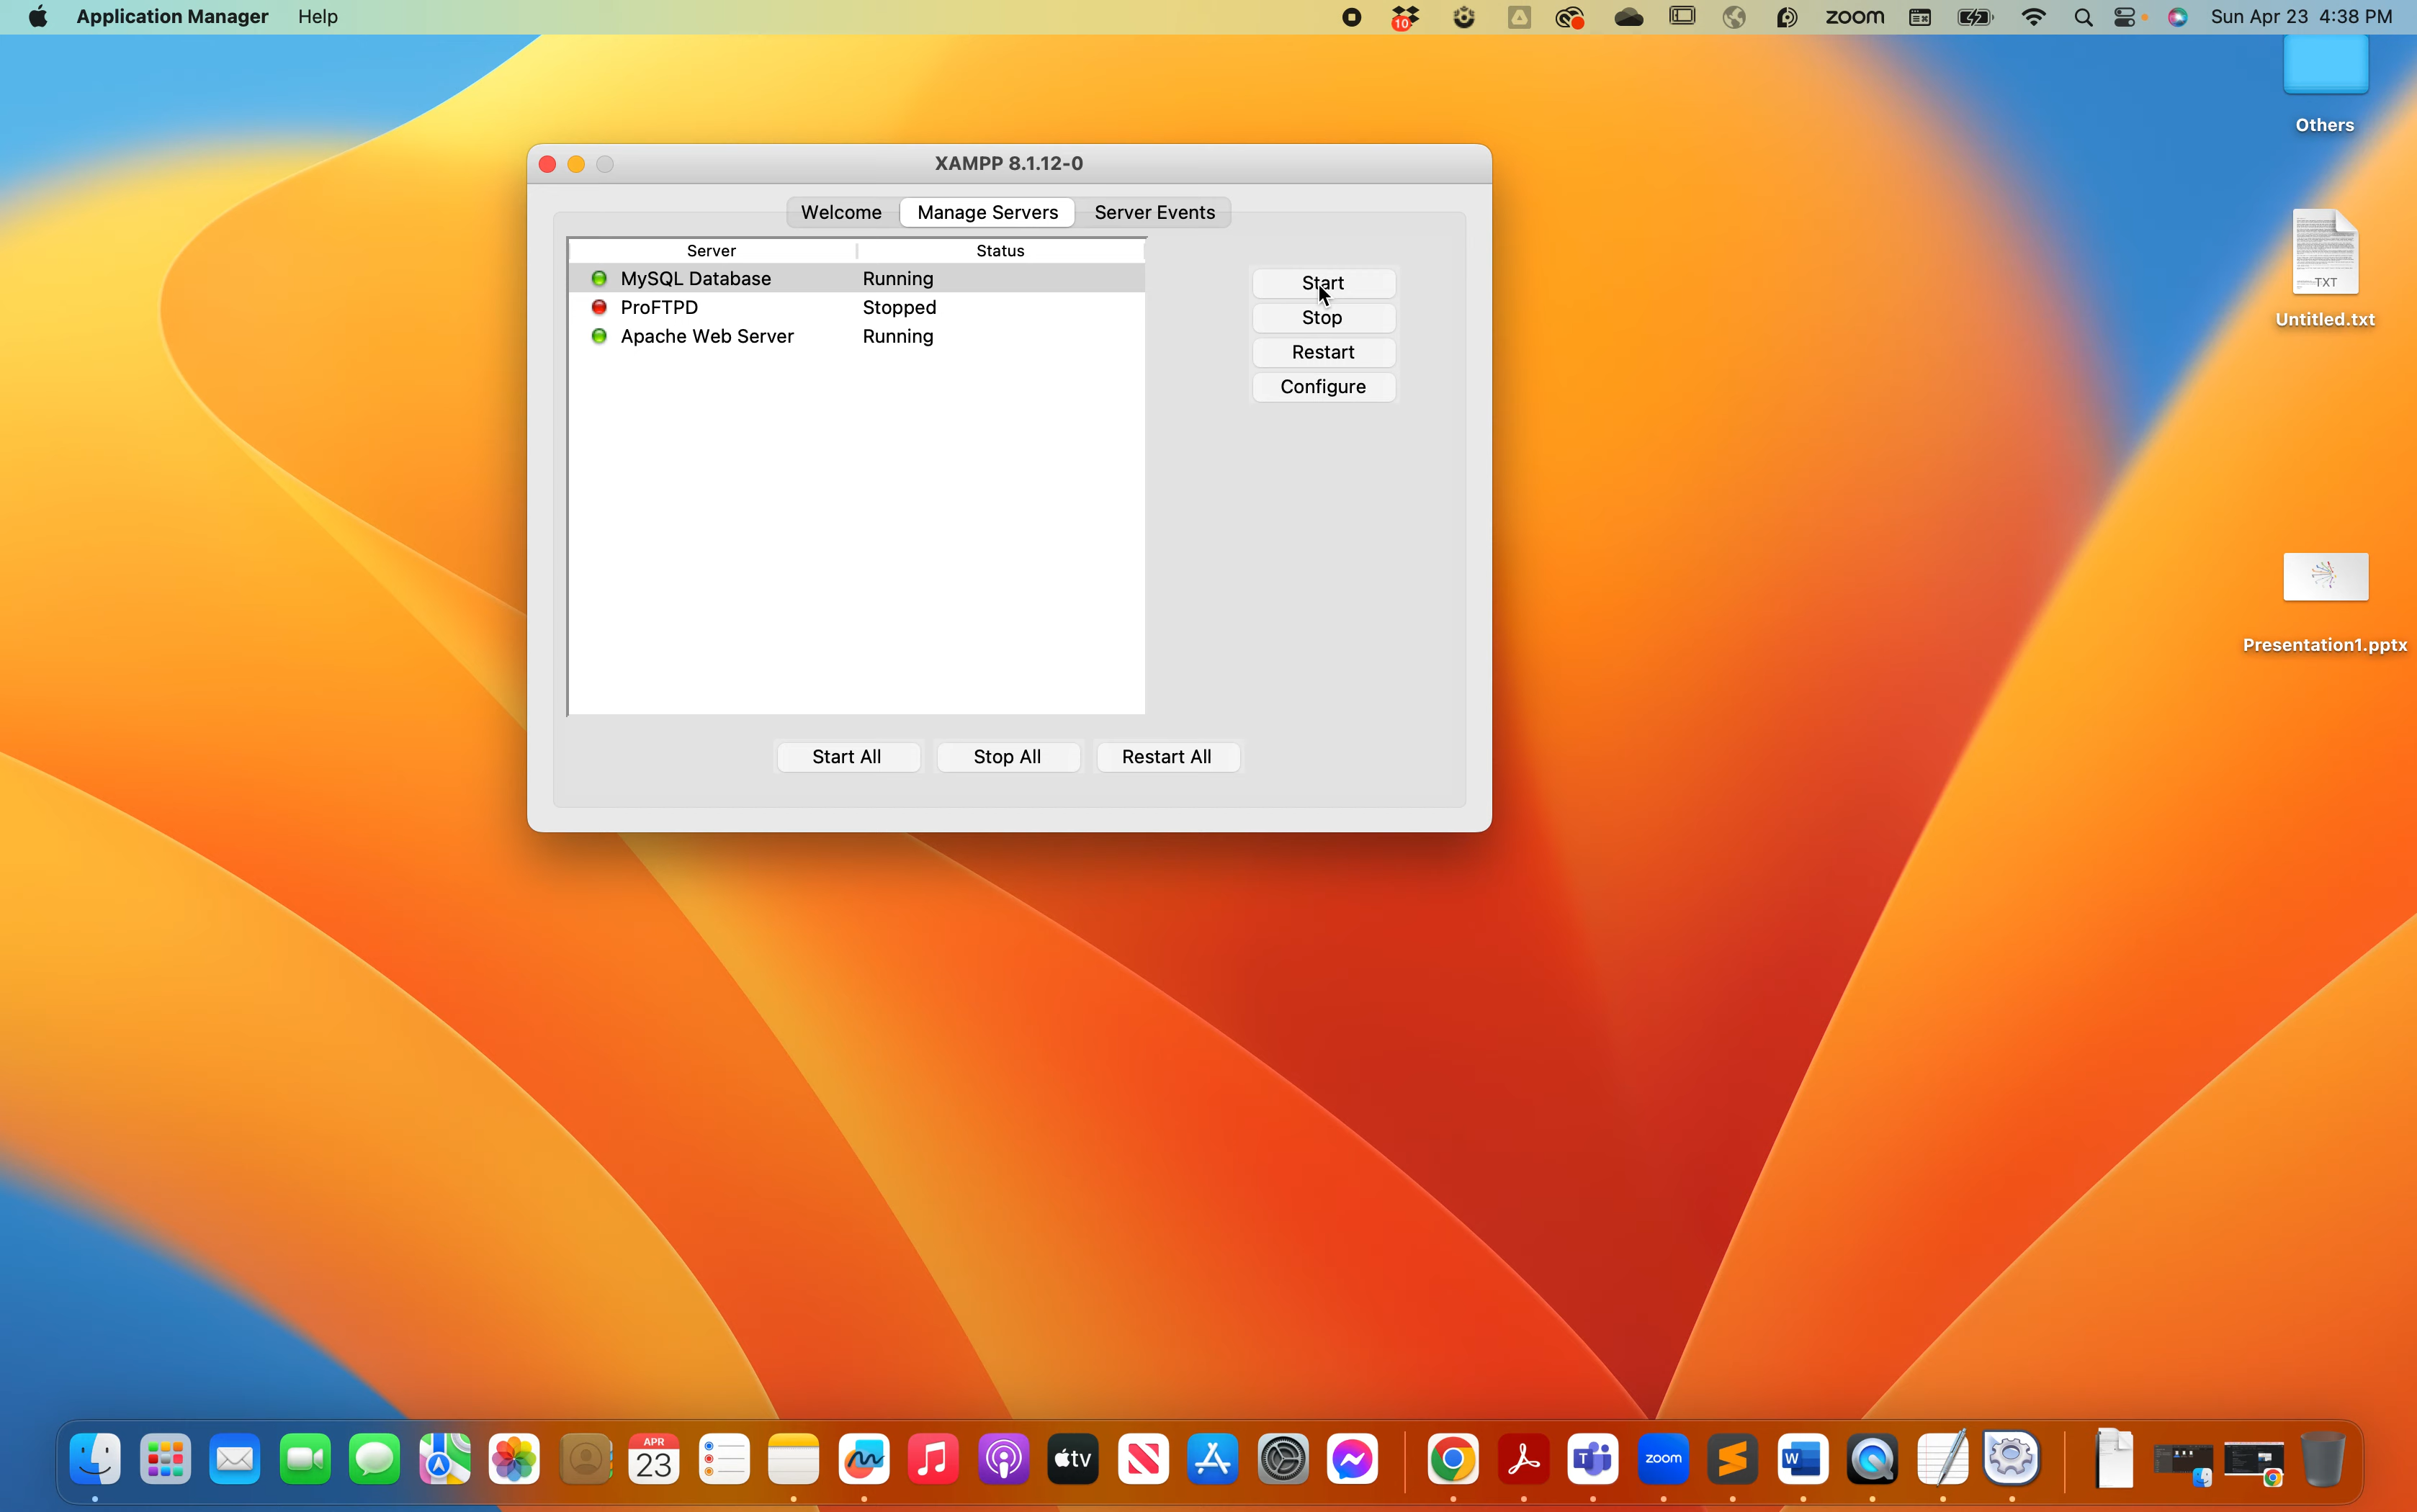 Application Manager Help
10 zoom Sun Apr 23 4:38 PM
Others
XAMPP 8.1.12-0
Welcome Manage Servers Server Events
Server Status
MySQL Database Running
ProFTPD Stopped
Apache Web Server Running
Start
Stop
Restart
Configure
TXT
Untitled.txt
Presentation1.pptx
Start All Stop All Restart All
APR
23
tv
zoom
W